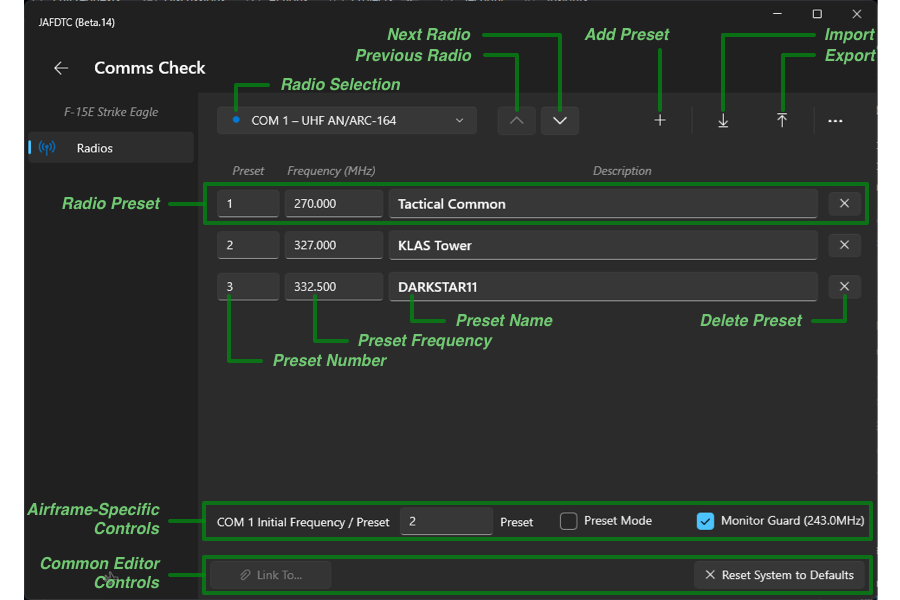 JAFDTC (Beta.14)
Next Radio
Add Preset
Import
Previous Radio
Export
Comms Check
Radio Selection
F-15E Strike Eagle
COM 1 – UHF AN/ARC-164
Radios
Preset
Frequency (MHz)
Description
Radio Preset
1
270.000
Tactical Common
2
327.000
KLAS Tower
3
332.500
DARKSTAR11
Preset Name
Delete Preset
Preset Frequency
Preset Number
Airframe-Specific
Controls
COM 1 Initial Frequency / Preset
2
Preset
Preset Mode
Monitor Guard (243.0MHz)
Common Editor
Controls
Link To...
Reset System to Defaults